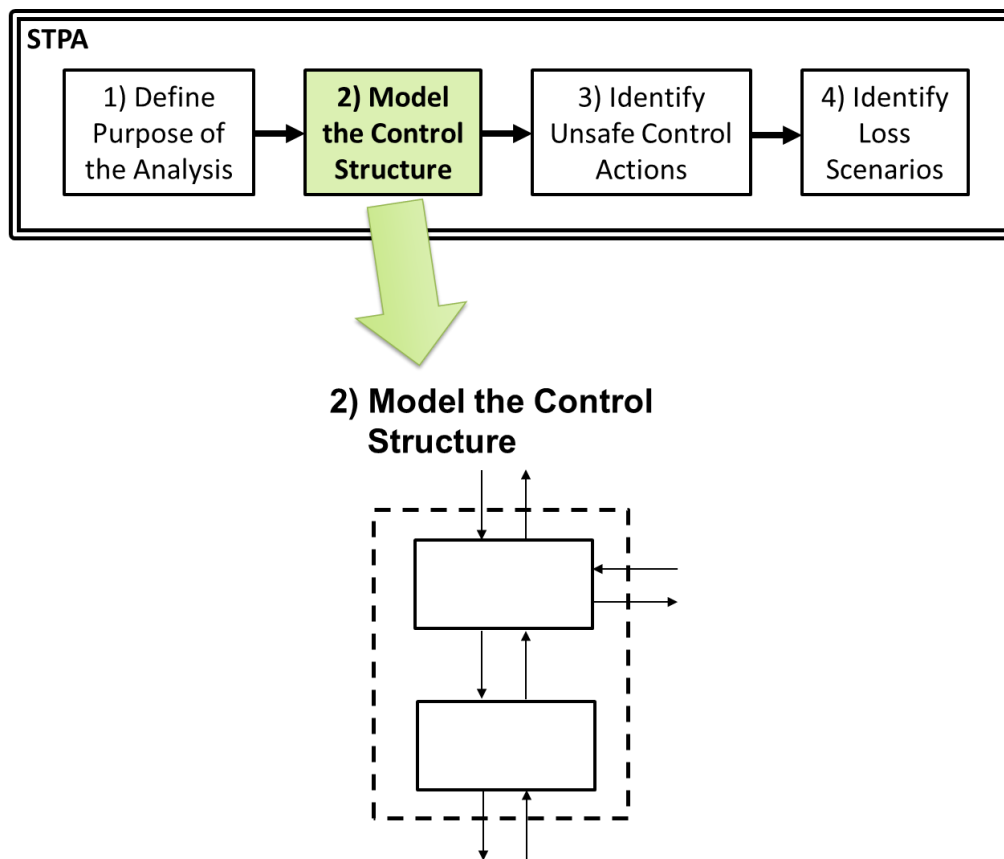 STPA
1) Define
Purpose of
the Analysis
2) Model
the Control
Structure
3) Identify
Unsafe Control
Actions
4) Identify
Loss
Scenarios
2) Model the Control
Structure